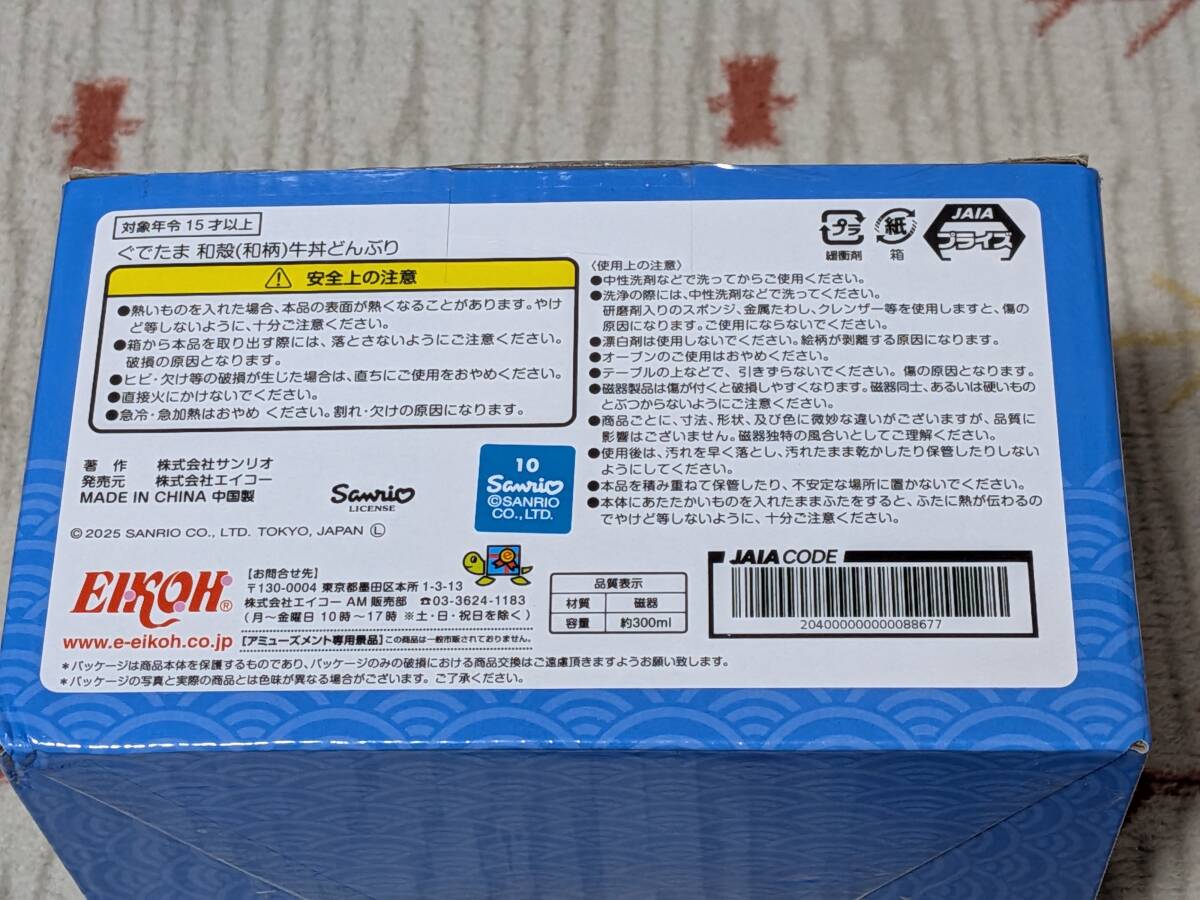 対象年令 15才以上
ぐでたま 和殻(和柄)牛丼どんぶり
安全上の注意
●熱いものを入れた場合、本品の表面が熱くなることがあります。やけ
ど等しないように、十分ご注意ください。
●箱から本品を取り出す際には、落とさないようにご注意ください。
破損の原因となります。
●ヒビ・欠け等の破損が生じた場合は、直ちにご使用をおやめください。
●直接火にかけないでください。
●急冷・急加熱はおやめ ください。割れ・欠けの原因になります。
著 作 株式会社サンリオ
発売元 株式会社エイコー
MADE IN CHINA 中国製
Sanrio
LICENSE
10
Sanrio
©SANRIO
CO., LTD.
©2025 SANRIO CO., LTD. TOKYO, JAPAN Ⓛ
プラ
緩衝剤
紙
箱
JAIA
プライズ
〈使用上の注意〉
●中性洗剤などで洗ってからご使用ください。
●洗浄の際には、中性洗剤などで洗ってください。
研磨剤入りのスポンジ、金属たわし、クレンザー等を使用しますと、傷の
原因になります。ご使用にならないでください。
●漂白剤は使用しないでください。絵柄が剥離する原因になります。
●オーブンのご使用はおやめください。
●テーブルの上などで、引きずらないでください。傷の原因となります。
●磁器製品は傷が付くと破損しやすくなります。磁器同士、あるいは硬いもの
とぶつからないようにご注意ください。
●商品ごとに、寸法、形状、及び色に微妙な違いがございますが、品質に
影響はございません。磁器独特の風合いとしてご理解ください。
●使用後は、汚れを早く落とし、汚れたまま乾かしたり保管したりしない
ようにしてください。
●本品を積み重ねて保管したり、不安定な場所に置かないでください。
●本体にあたたかいものを入れたままふたをすると、ふたに熱が伝わるの
でやけど等しないように、十分ご注意ください。
EIKOH®
www.e-eikoh.co.jp
【お問合せ先】
〒130-0004 東京都墨田区本所1-3-13
株式会社エイコー AM販売部 ☎03-3624-1183
(月～金曜日 10時～17時 ※土・日・祝日を除く)
【アミューズメント専用景品】この商品は一般市販されておりません。
品質表示
材質 磁器
容量 約300ml
JAIA CODE
204000000000088677
＊パッケージは商品本体を保護するものであり、パッケージのみの破損における商品交換はご遠慮頂きますようお願い致します。
＊パッケージの写真と実際の商品とは色味が異なる場合がございます。ご了承ください。